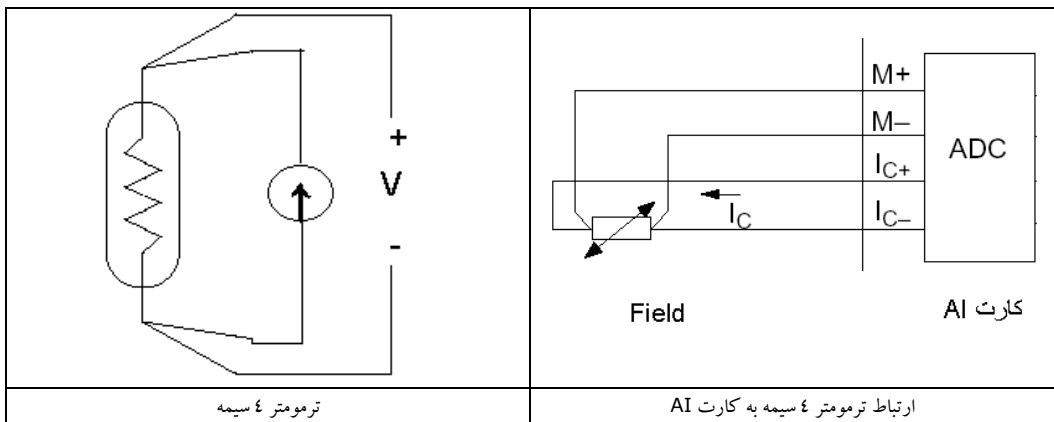 +
V
-
M+
M–
IC+
IC–
IC
ADC
Field
کارت AI
ترمومتر ٤ سیمه
ارتباط ترمومتر ٤ سیمه به کارت AI